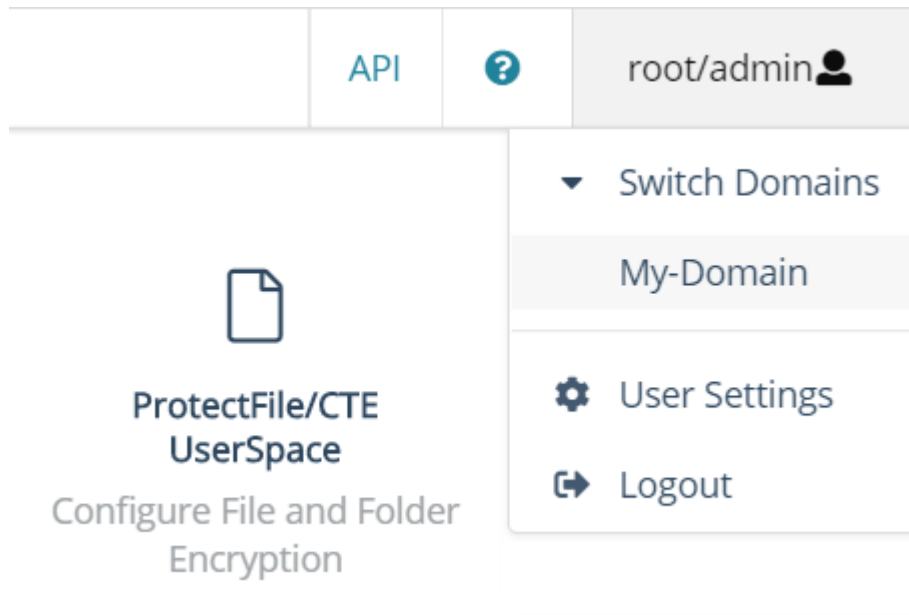 API
?
root/admin
Switch Domains
My-Domain
User Settings
Logout
ProtectFile/CTE
UserSpace
Configure File and Folder
Encryption